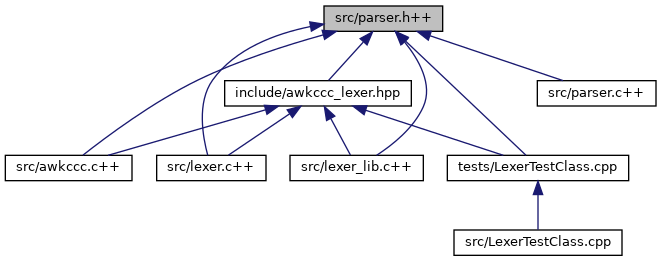 src/parser.h++
include/awkccc_lexer.hpp
src/parser.c++
src/awkccc.c++
src/lexer.c++
src/lexer_lib.c++
tests/LexerTestClass.cpp
src/LexerTestClass.cpp